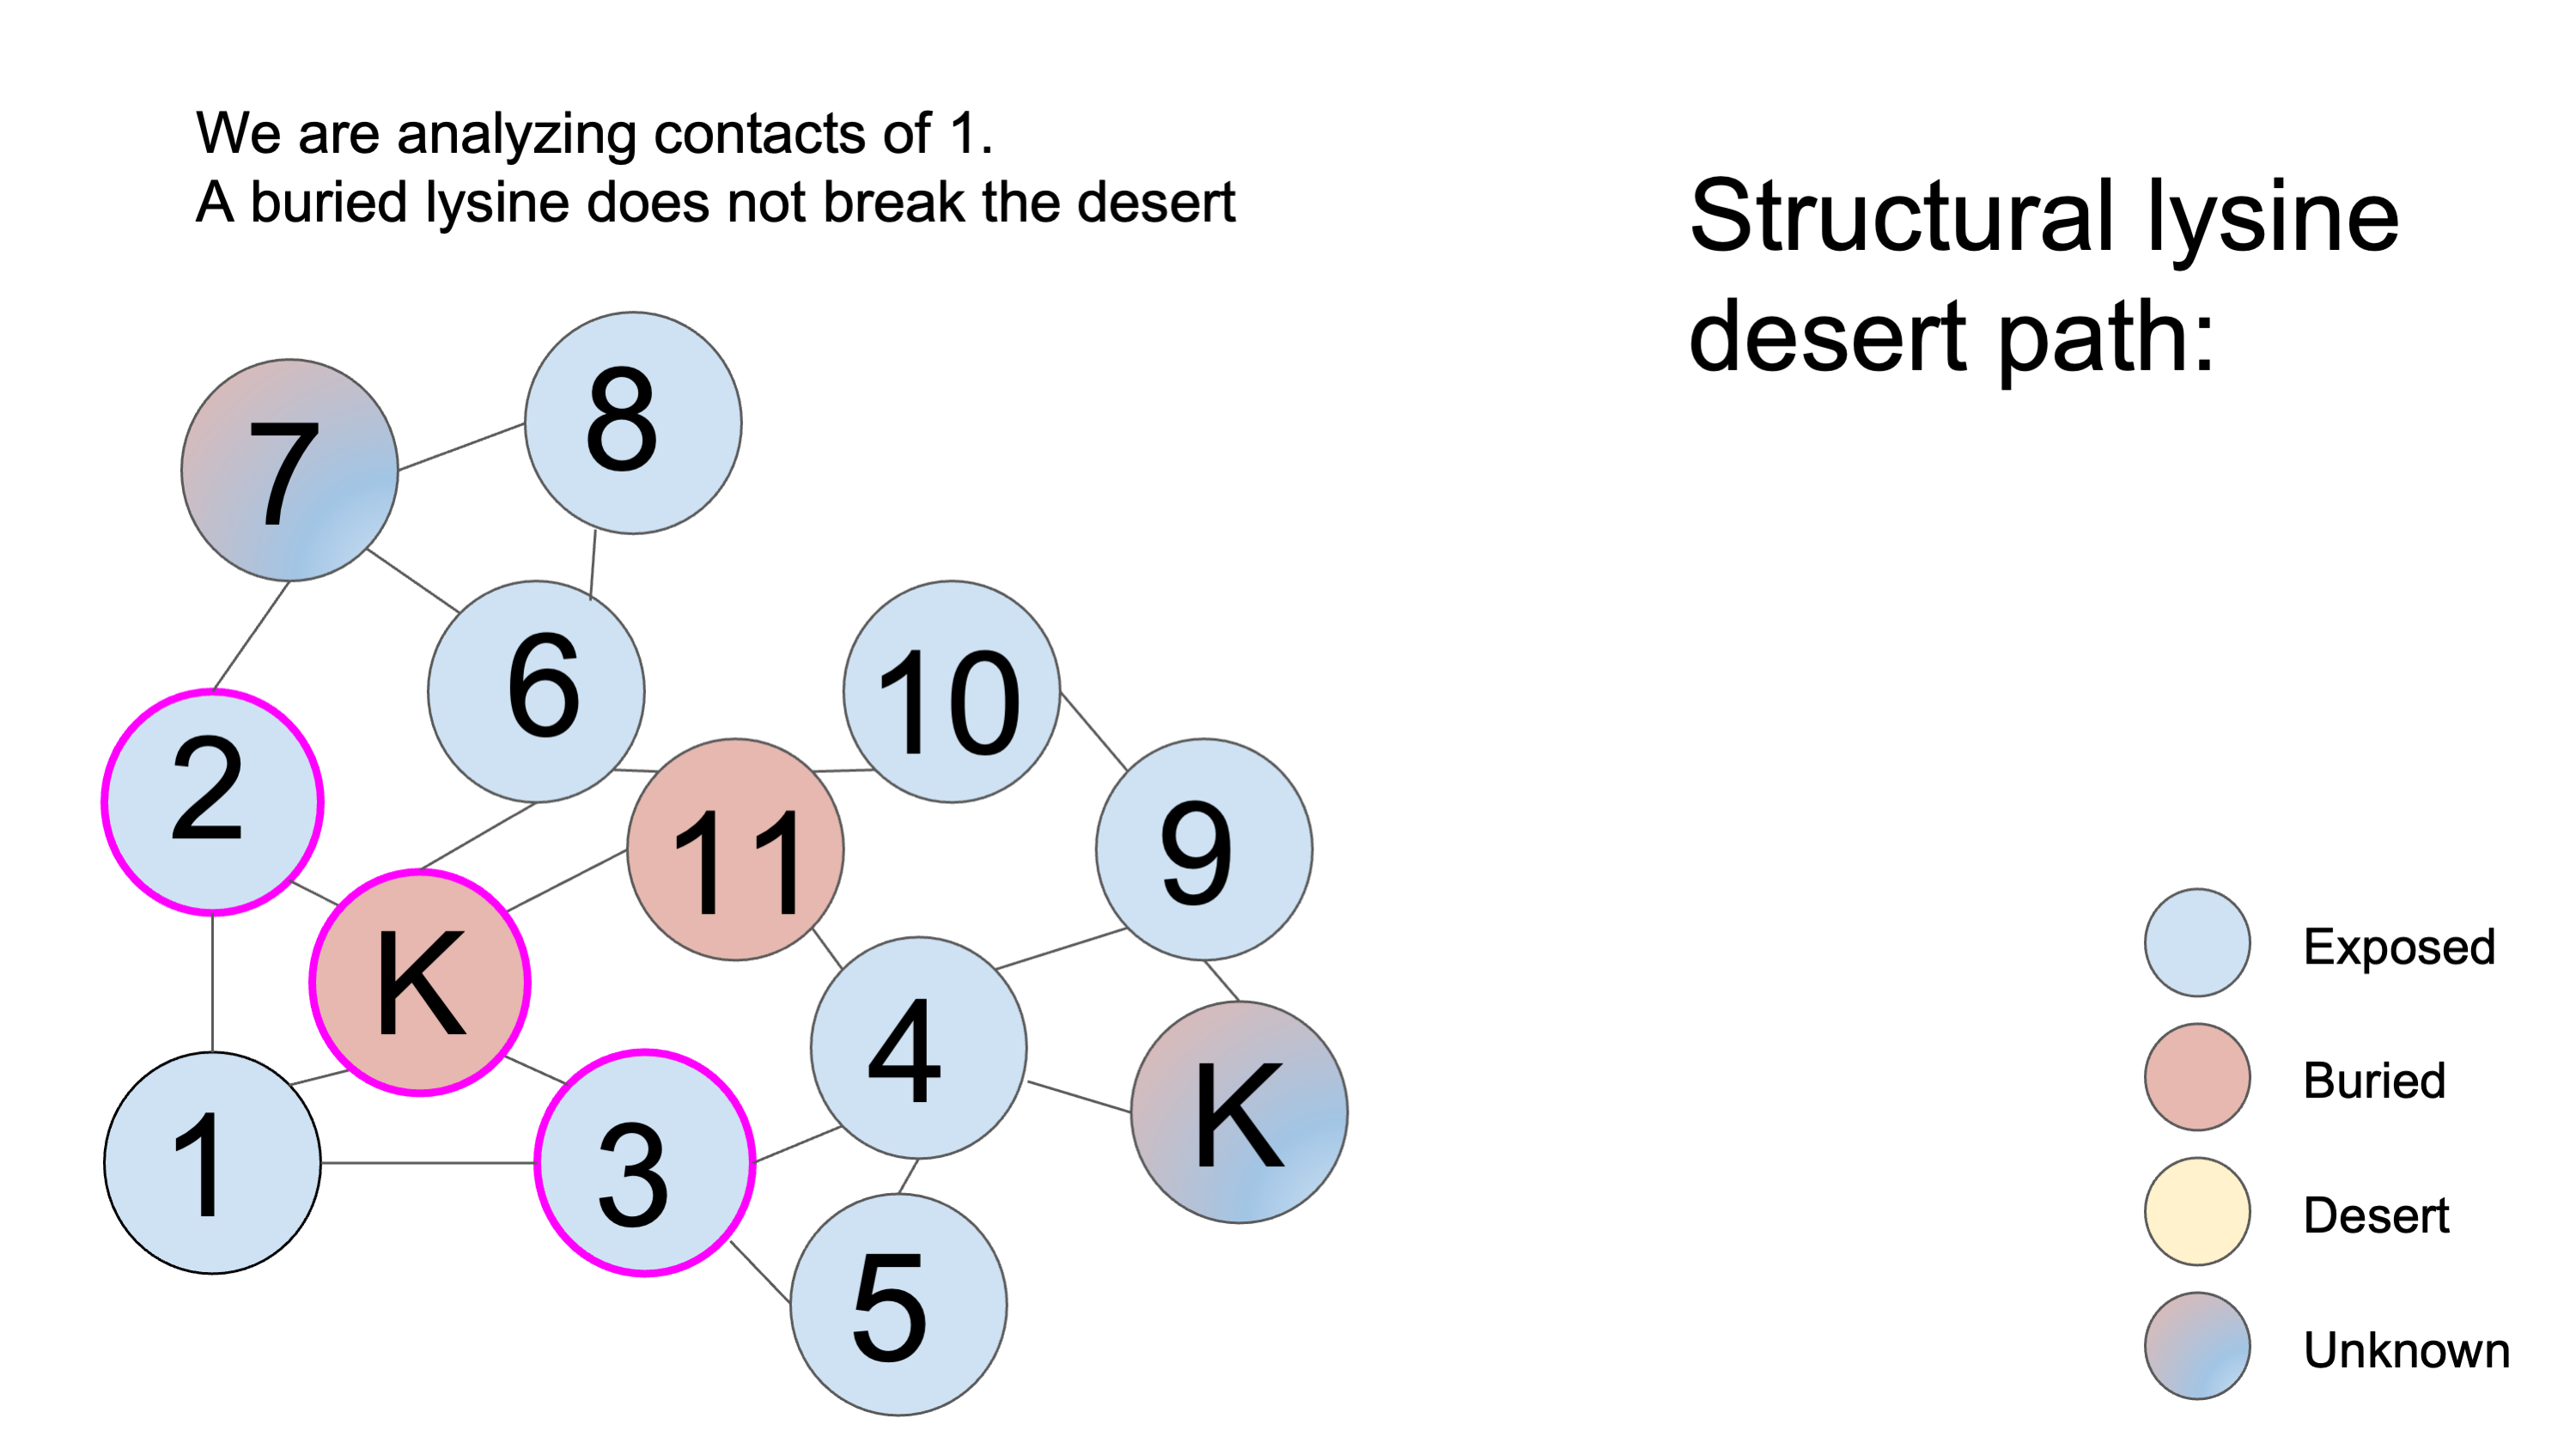 We are analyzing contacts of 1.
A buried lysine does not break the desert
Structural lysine
desert path:
8
7
6
10
2
11
9
K
4
K
1
3
5
Exposed
Buried
Desert
Unknown